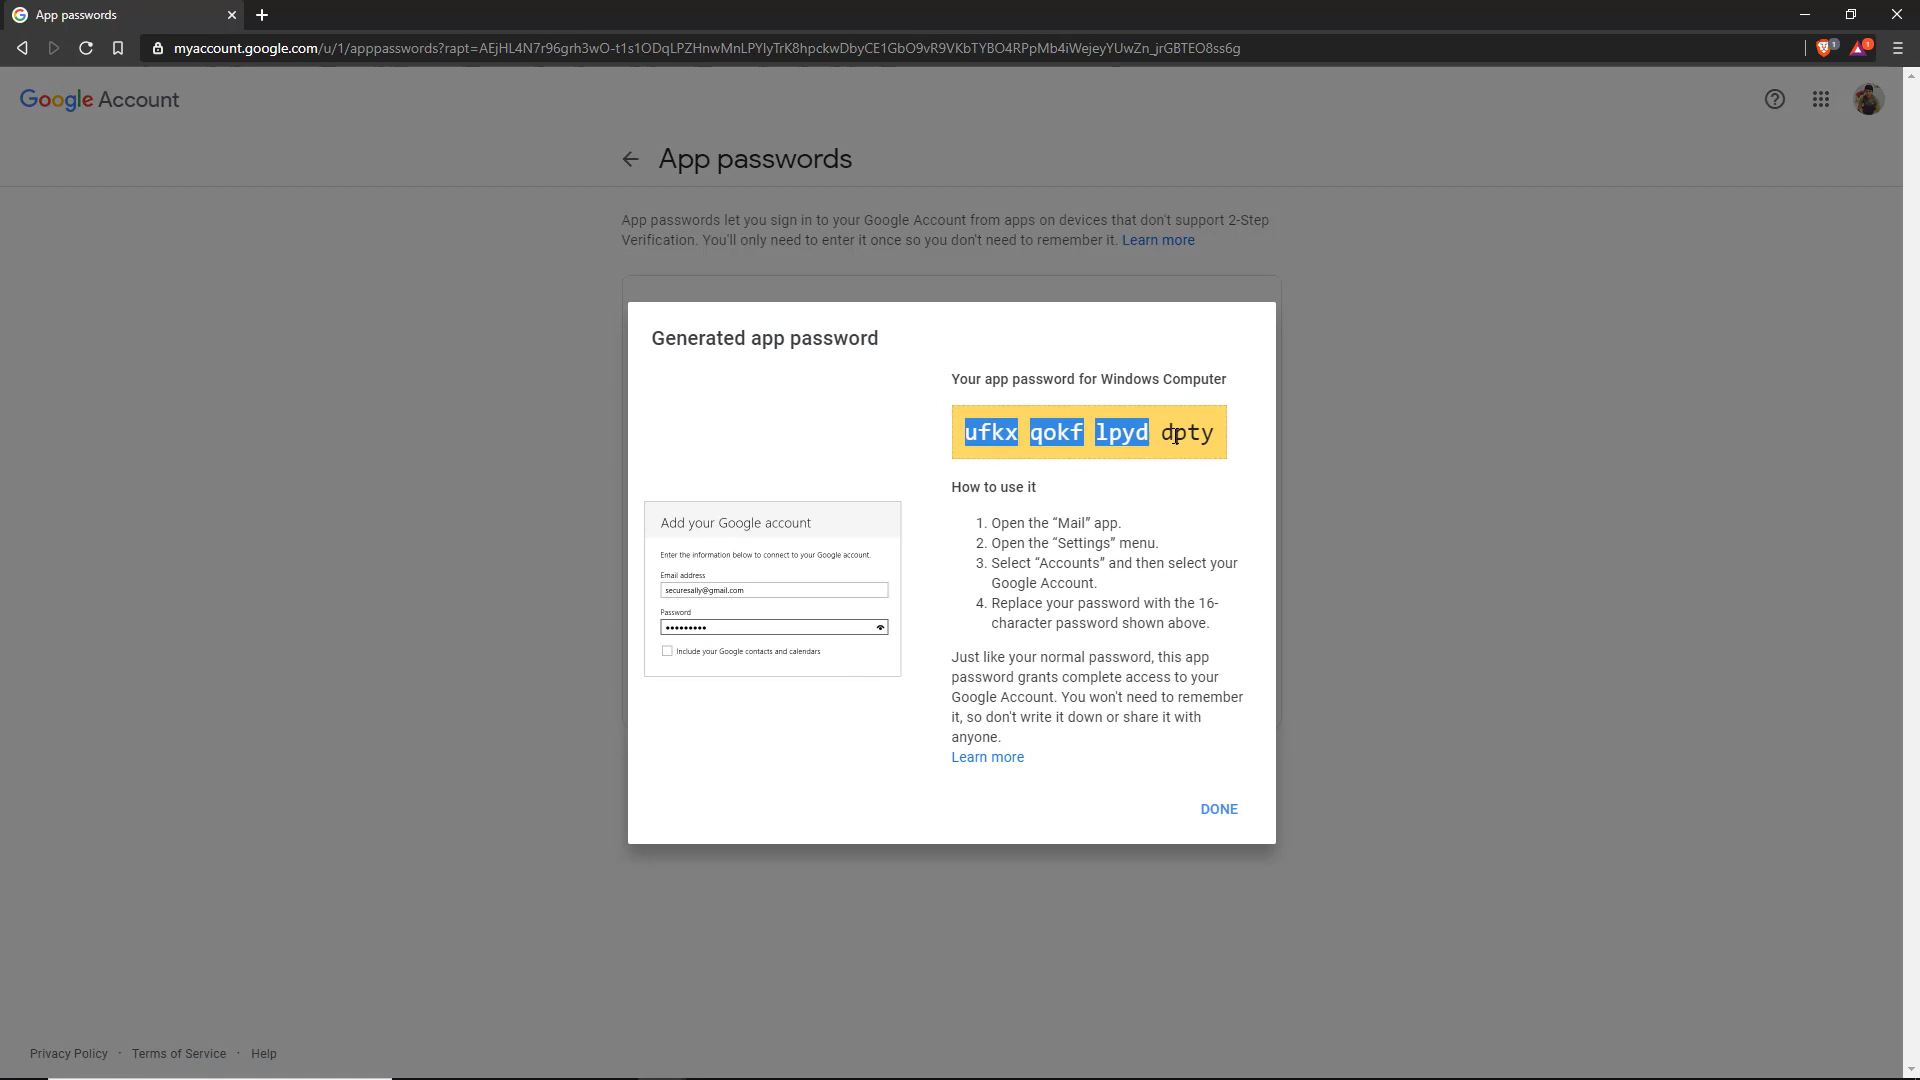 App passwords
myaccount.google.com/u/1/apppasswords?rapt=AEjHL4N7r96grh3wO-t1s1ODqLPZHnwMnLPYlyTrK8hpckwDbyCE1GbO9vR9VKbTYBO4RPpMb4iWejeyYUwZn_jrGBTEO8ss6g
1
1
Google Account
App passwords
App passwords let you sign in to your Google Account from apps on devices that don't support 2-Step
Verification. You'll only need to enter it once so you don't need to remember it. Learn more
Generated app password
Your app password for Windows Computer
ufkx qokf lpyd dpty
How to use it
1. Open the “Mail” app.
2. Open the “Settings” menu.
3. Select “Accounts” and then select your
Google Account.
4. Replace your password with the 16-
character password shown above.
Just like your normal password, this app
password grants complete access to your
Google Account. You won't need to remember
it, so don't write it down or share it with
anyone.
Learn more
Add your Google account
Enter the information below to connect to your Google account.
Email address
securesally@gmail.com
Password
Include your Google contacts and calendars
DONE
Privacy Policy · Terms of Service · Help